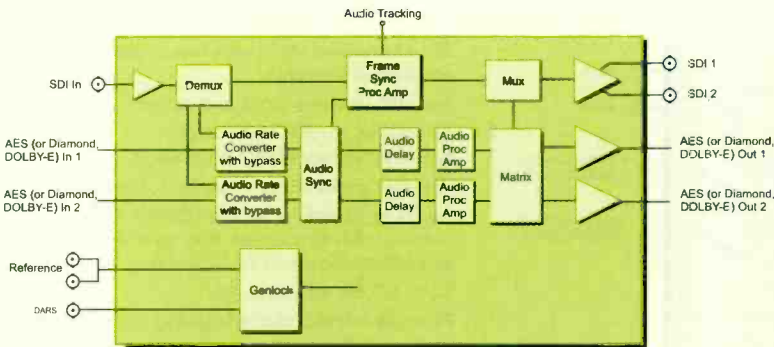 Audio Tracking
SDI In
Demux
Frame
Sync
Proc Amp
Mux
SDI 1
SDI 2
AES (or Diamond,
DOLBY-E) In 1
Audio Rate
Converter
with bypass
Audio
Sync
Audio
Delay
Audio
Proc
Amp
Matrix
AES (or Diamond,
DOLBY-E) Out 1
AES (or Diamond,
DOLBY-E) In 2
Audio Rate
Converter
with bypass
Audio
Delay
Audio
Proc
Amp
AES (or Diamond,
DOLBY-E) Out 2
Reference
Genlock
DARS